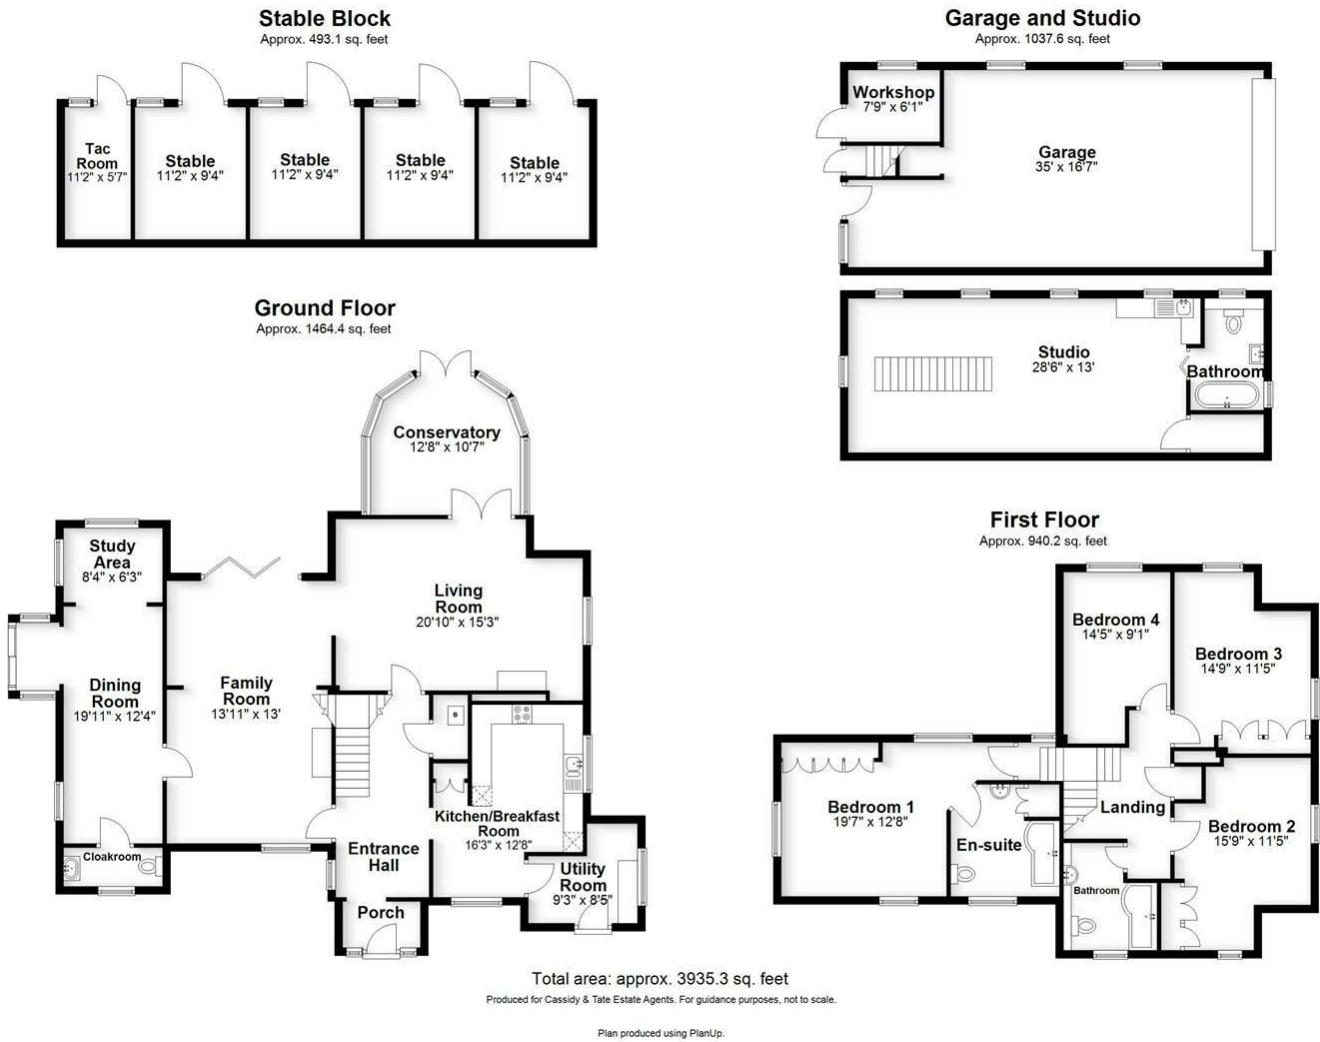 Stable Block
Approx. 493.1 sq. feet
Tac
Room
11'2" x 5'7"
Stable
11'2" x 9'4"
Stable
11'2" x 9'4"
Stable
11'2" x 9'4"
Stable
11'2" x 9'4"
Garage and Studio
Approx. 1037.6 sq. feet
Workshop
7'9" x 6'1"
Garage
35' x 16'7"
Studio
28'6" x 13'
Bathroom
Ground Floor
Approx. 1464.4 sq. feet
Conservatory
12'8" x 10'7"
Study
Area
8'4" x 6'3"
Living
Room
20'10" x 15'3"
Dining
Room
19'11" x 12'4"
Family
Room
13'11" x 13'
B
Kitchen/Breakfast
Room
16'3" x 12'8"
Entrance
Hall
Cloakroom
Utility
Room
9'3" x 8'5"
Porch
First Floor
Approx. 940.2 sq. feet
Bedroom 4
14'5" x 9'1"
Bedroom 3
14'9" x 11'5"
Bedroom 1
19'7" x 12'8"
Landing
Bedroom 2
15'9" x 11'5"
En-suite
Bathroom
Total area: approx. 3935.3 sq. feet
Produced for Cassidy & Tate Estate Agents. For guidance purposes, not to scale.
Plan produced using PlanUp.